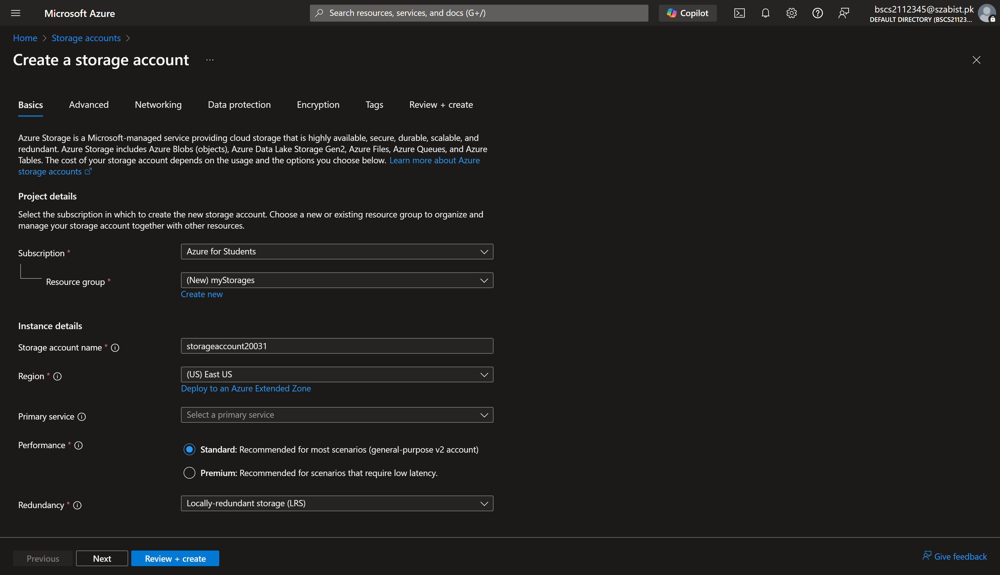 Microsoft Azure
Search resources, services, and docs (G+/)
Copilot
bscs2112345@szabist.pk
DEFAULT DIRECTORY (BSCS21123...
Home
Storage accounts
Create a storage account
...
Basics
Advanced
Networking
Data protection
Encryption
Tags
Review + create
Azure Storage is a Microsoft-managed service providing cloud storage that is highly available, secure, durable, scalable, and
redundant. Azure Storage includes Azure Blobs (objects), Azure Data Lake Storage Gen2, Azure Files, Azure Queues, and Azure
Tables. The cost of your storage account depends on the usage and the options you choose below. Learn more about Azure
storage accounts
Project details
Select the subscription in which to create the new storage account. Choose a new or existing resource group to organize and
manage your storage account together with other resources.
Subscription *
Azure for Students
Resource group *
(New) myStorages
Create new
Instance details
Storage account name *
storageaccount20031
Region *
(US) East US
Deploy to an Azure Extended Zone
Primary service
Select a primary service
Performance *
Standard: Recommended for most scenarios (general-purpose v2 account)
Premium: Recommended for scenarios that require low latency.
Redundancy *
Locally-redundant storage (LRS)
Previous
Next
Review + create
Give feedback